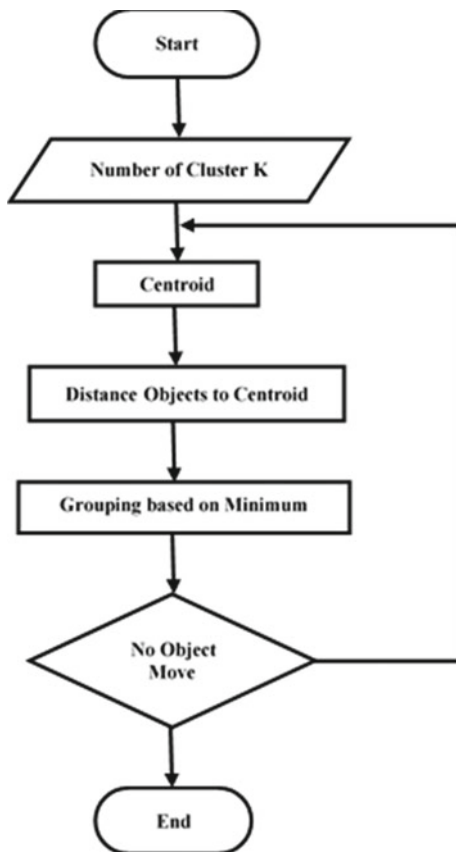 Start
Number of Cluster K
Centroid
Distance Objects to Centroid
Grouping based on Minimum
No Object
Move
End